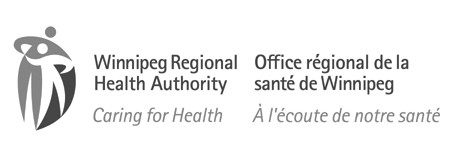 Winnipeg Regional
Health Authority
Caring for Health
Office régional de la
santé de Winnipeg
À l'écoute de notre santé